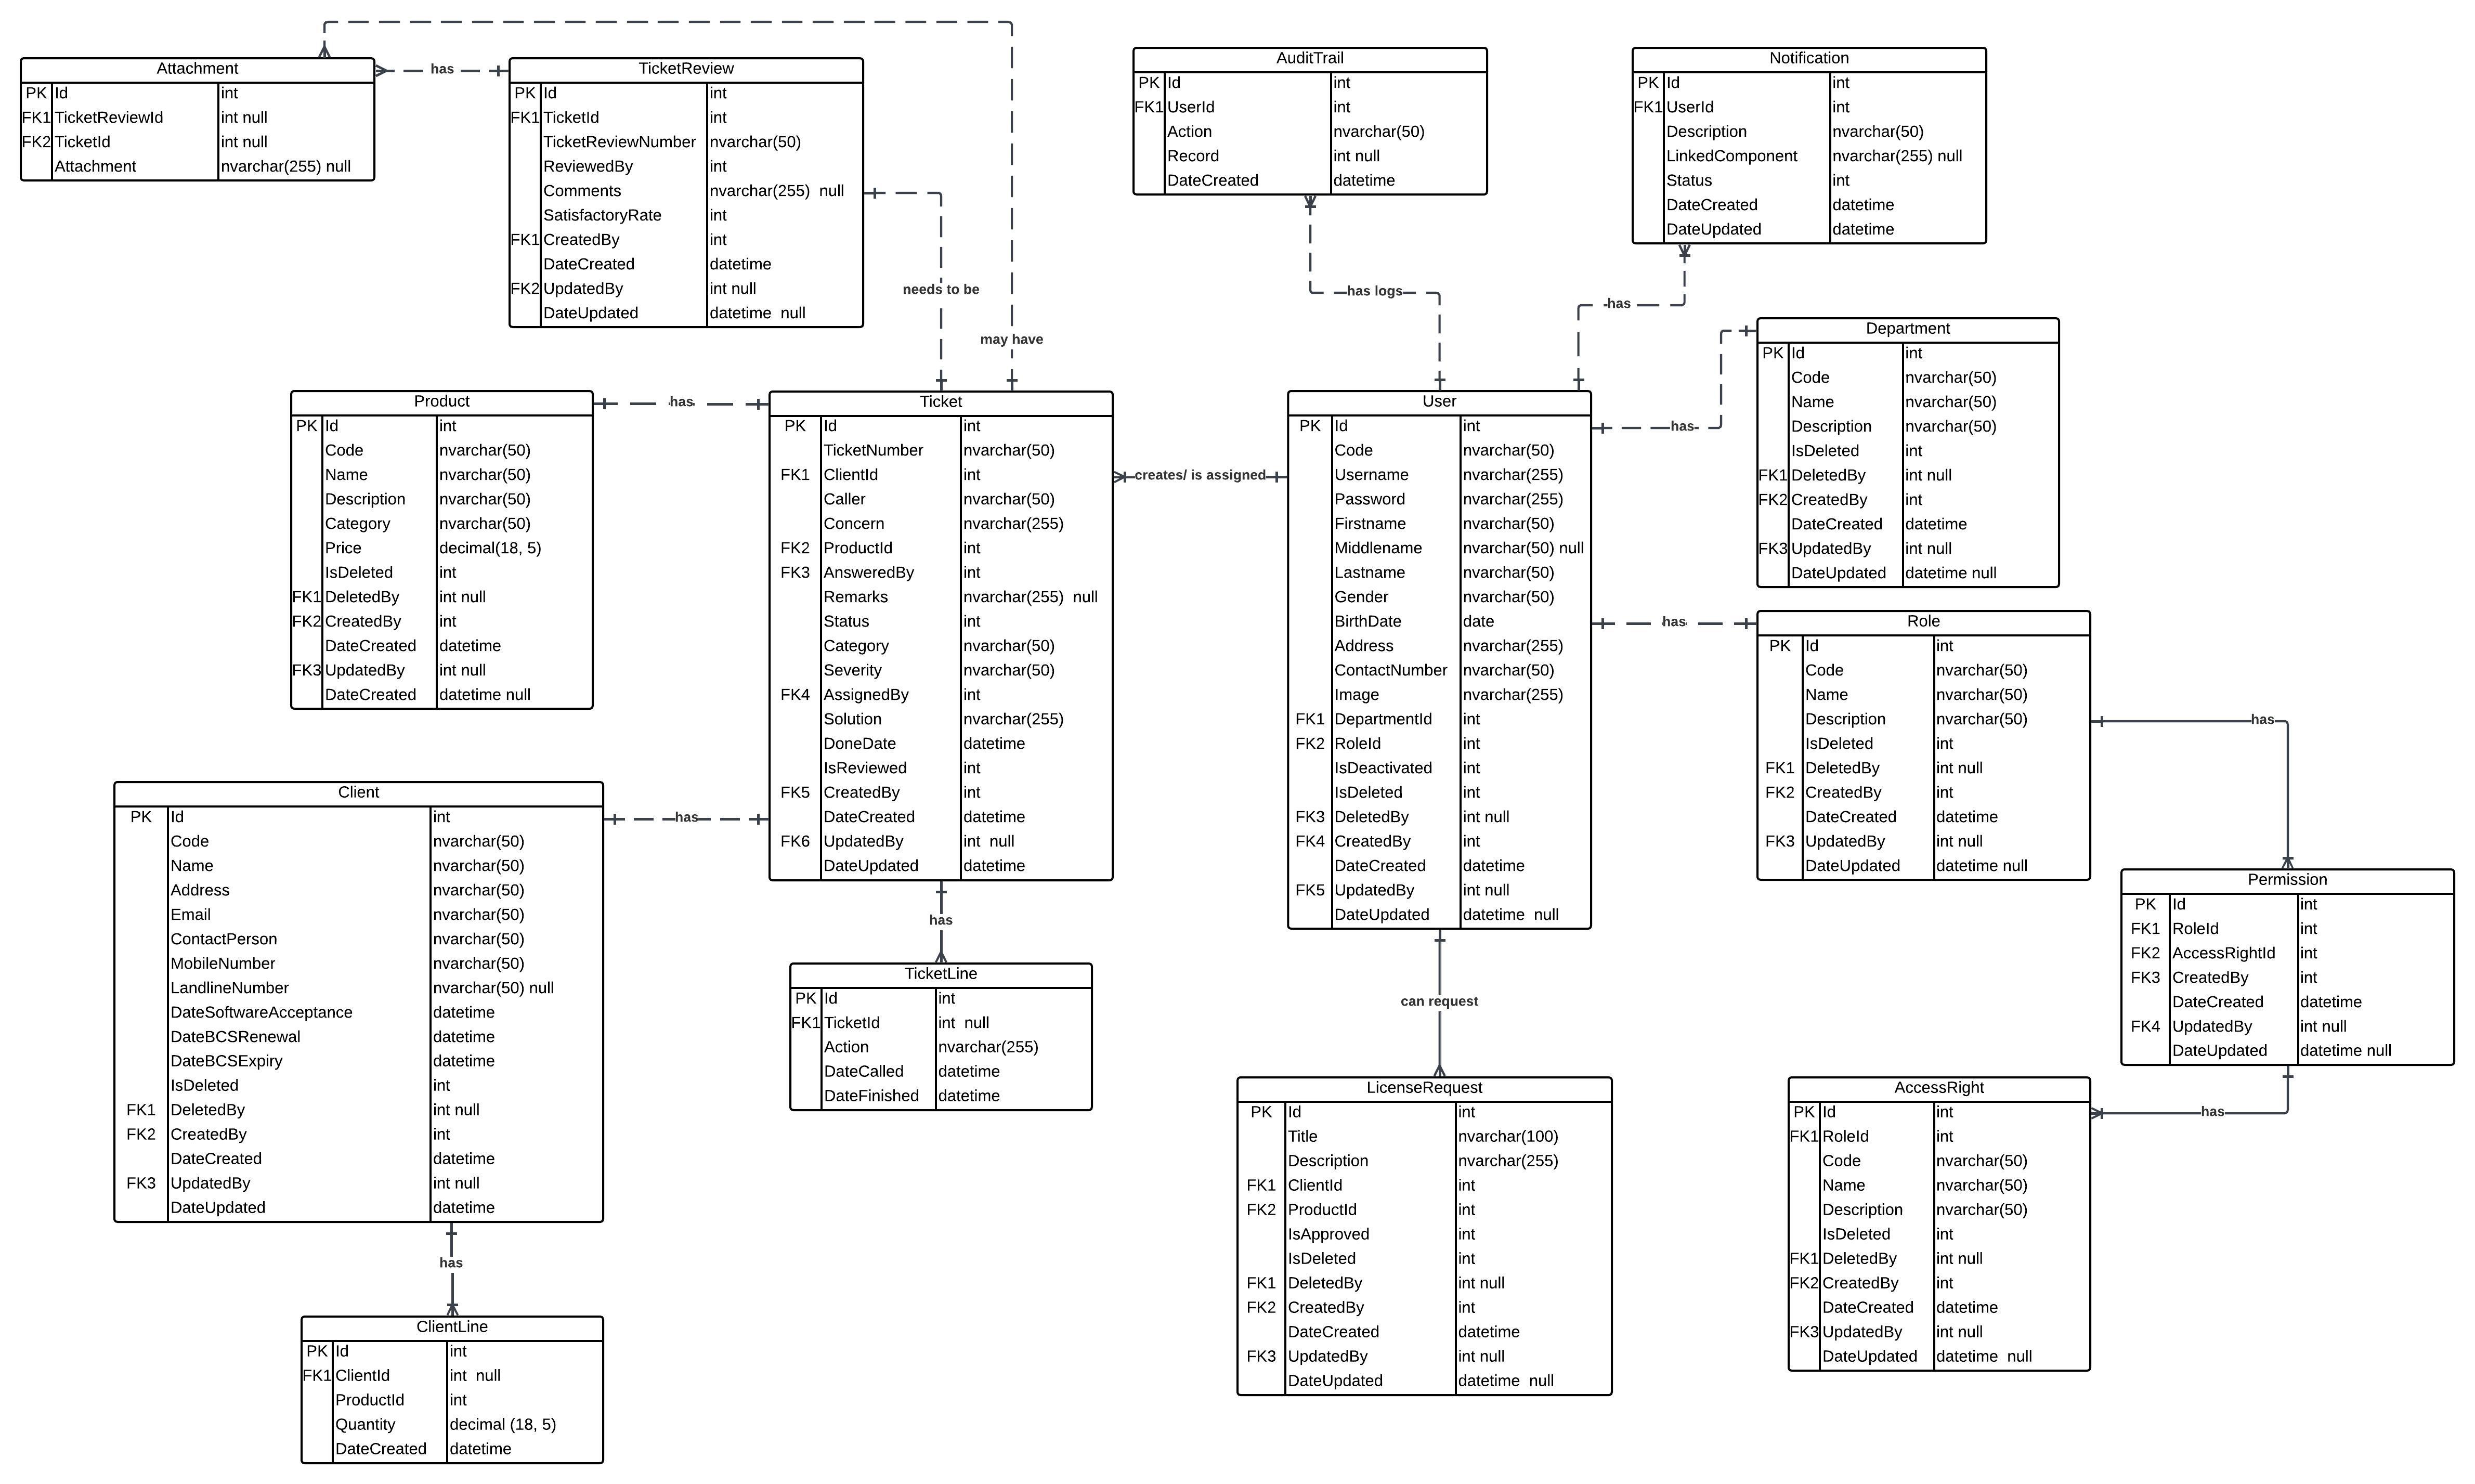 Attachment
PK Id int
FK1 TicketReviewId int null
FK2 TicketId int null
Attachment nvarchar(255) null
has
TicketReview
PK Id int
FK1 TicketId int
TicketReviewNumber nvarchar(50)
ReviewedBy int
Comments nvarchar(255) null
SatisfactoryRate int
FK1 CreatedBy int
DateCreated datetime
FK2 UpdatedBy int null
DateUpdated datetime null
needs to be
may have
AuditTrail
PK Id int
FK1 UserId int
Action nvarchar(50)
Record int null
DateCreated datetime
has logs
Notification
PK Id int
FK1 UserId int
Description nvarchar(50)
LinkedComponent nvarchar(255) null
Status int
DateCreated datetime
DateUpdated datetime
has
Department
PK Id int
Code nvarchar(50)
Name nvarchar(50)
Description nvarchar(50)
IsDeleted int
FK1 DeletedBy int null
FK2 CreatedBy int
DateCreated datetime
FK3 UpdatedBy int null
DateUpdated datetime null
has
Product
PK Id int
Code nvarchar(50)
Name nvarchar(50)
Description nvarchar(50)
Category nvarchar(50)
Price decimal(18, 5)
IsDeleted int
FK1 DeletedBy int null
FK2 CreatedBy int
DateCreated datetime
FK3 UpdatedBy int null
DateCreated datetime null
has
Ticket
PK Id int
TicketNumber nvarchar(50)
FK1 ClientId int
Caller nvarchar(50)
Concern nvarchar(255)
FK2 ProductId int
FK3 AnsweredBy int
Remarks nvarchar(255) null
Status int
Category nvarchar(50)
Severity nvarchar(50)
FK4 AssignedBy int
Solution nvarchar(255)
DoneDate datetime
IsReviewed int
FK5 CreatedBy int
DateCreated datetime
FK6 UpdatedBy int null
DateUpdated datetime
creates/ is assigned
User
PK Id int
Code nvarchar(50)
Username nvarchar(255)
Password nvarchar(255)
Firstname nvarchar(50)
Middlename nvarchar(50) null
Lastname nvarchar(50)
Gender nvarchar(50)
BirthDate date
Address nvarchar(255)
ContactNumber nvarchar(50)
Image nvarchar(255)
FK1 DepartmentId int
FK2 RoleId int
IsDeactivated int
IsDeleted int
FK3 DeletedBy int null
FK4 CreatedBy int
DateCreated datetime
FK5 UpdatedBy int null
DateUpdated datetime null
has
Role
PK Id int
Code nvarchar(50)
Name nvarchar(50)
Description nvarchar(50)
IsDeleted int
FK1 DeletedBy int null
FK2 CreatedBy int
DateCreated datetime
FK3 UpdatedBy int null
DateUpdated datetime null
has
Client
PK Id int
Code nvarchar(50)
Name nvarchar(50)
Address nvarchar(50)
Email nvarchar(50)
ContactPerson nvarchar(50)
MobileNumber nvarchar(50)
LandlineNumber nvarchar(50) null
DateSoftwareAcceptance datetime
DateBCSRenewal datetime
DateBCSExpiry datetime
IsDeleted int
FK1 DeletedBy int null
FK2 CreatedBy int
DateCreated datetime
FK3 UpdatedBy int null
DateUpdated datetime
has
has
TicketLine
PK Id int
FK1 TicketId int null
Action nvarchar(255)
DateCalled datetime
DateFinished datetime
can request
Permission
PK Id int
FK1 RoleId int
FK2 AccessRightId int
FK3 CreatedBy int
DateCreated datetime
FK4 UpdatedBy int null
DateUpdated datetime null
has
LicenseRequest
PK Id int
Title nvarchar(100)
Description nvarchar(255)
FK1 ClientId int
FK2 ProductId int
IsApproved int
IsDeleted int
FK1 DeletedBy int null
FK2 CreatedBy int
DateCreated datetime
FK3 UpdatedBy int null
DateUpdated datetime null
AccessRight
PK Id int
FK1 RoleId int
Code nvarchar(50)
Name nvarchar(50)
Description nvarchar(50)
IsDeleted int
FK1 DeletedBy int null
FK2 CreatedBy int
DateCreated datetime
FK3 UpdatedBy int null
DateUpdated datetime null
has
ClientLine
PK Id int
FK1 ClientId int null
ProductId int
Quantity decimal (18, 5)
DateCreated datetime